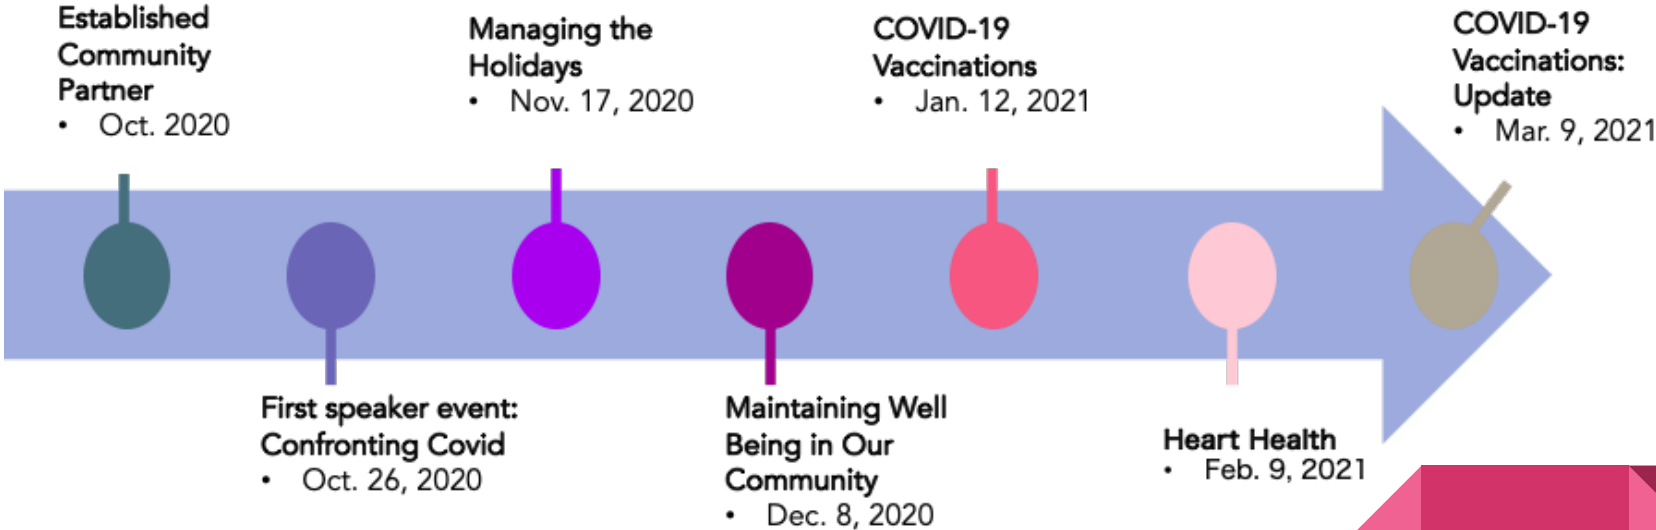 Established
Community
Partner
• Oct. 2020
First speaker event:
Confronting Covid
• Oct. 26, 2020
Managing the
Holidays
• Nov. 17, 2020
Maintaining Well
Being in Our
Community
• Dec. 8, 2020
COVID-19
Vaccinations
• Jan. 12, 2021
Heart Health
• Feb. 9, 2021
COVID-19
Vaccinations:
Update
• Mar. 9, 2021